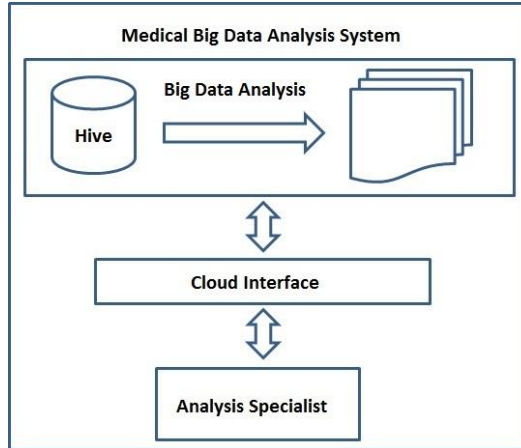 Medical Big Data Analysis System
Big Data Analysis
Hive
Cloud Interface
Analysis Specialist